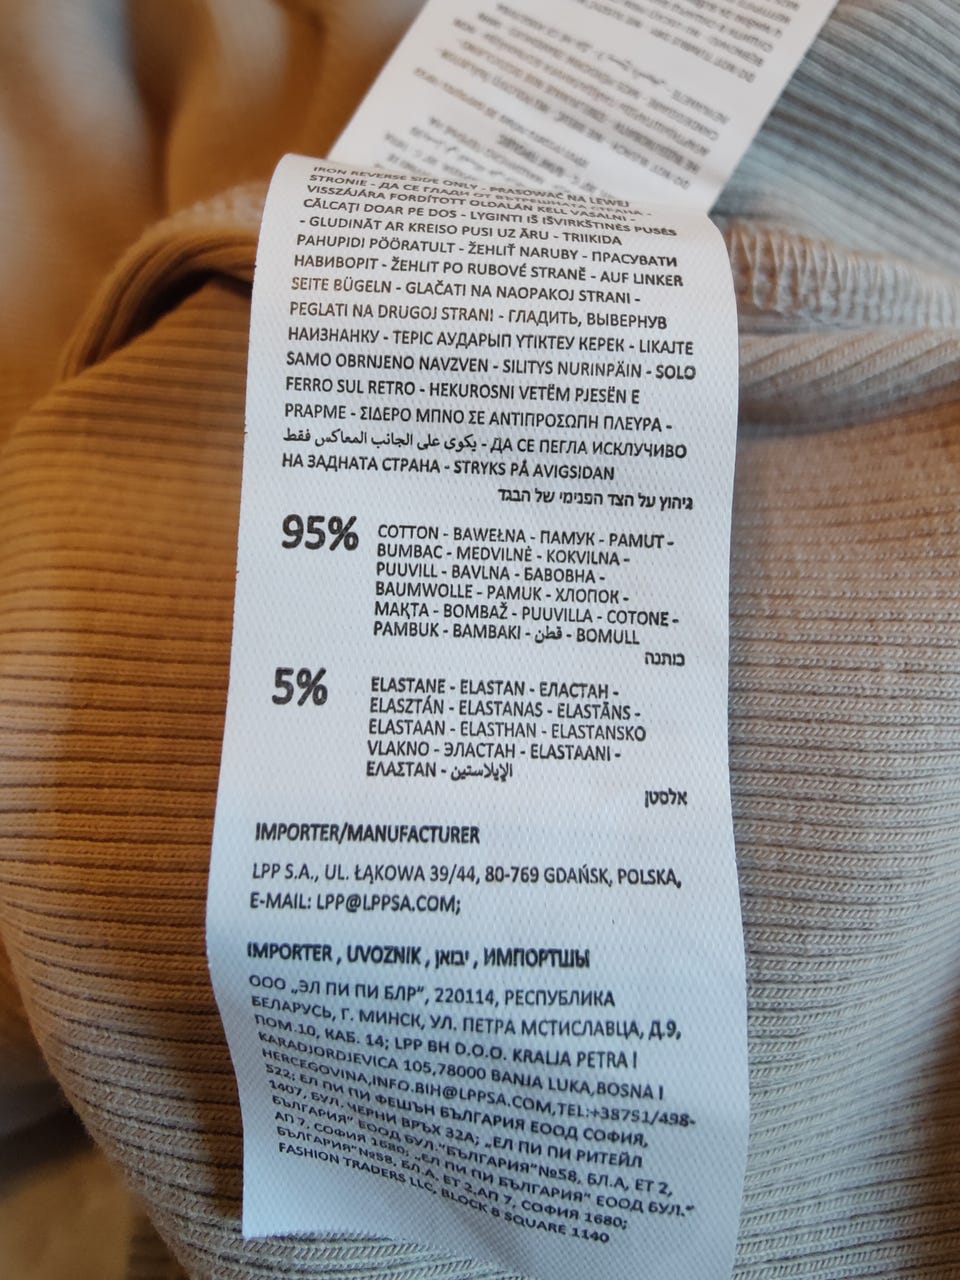 IRON REVERSE SIDE ONLY - PRASOWAĆ NA LEWEJ
STRONIE - ДА СЕ ГЛАДИ ОТ ВЪТРЕШНАТА СТРАНА -
VISSZÁJÁRA FORDÍTOTT OLDALÁN KELL VASALNI -
CĂLCAȚI DOAR PE DOS - LYGINTI IŠ IŠVIRKŠTINĖS PUSĖS
- GLUDINĀT AR KREISO PUSI UZ ĀRU - TRIIKIDA
PAHUPIDI PÖÖRATULT - ŽEHLIŤ NARUBY - ПРАСУВАТИ
НАВИВОРІТ - ŽEHLIT PO RUBOVÉ STRANĚ - AUF LINKER
SEITE BÜGELN - GLAČATI NA NAOPAKOJ STRANI -
PEGLATI NA DRUGOJ STRANI - ГЛАДИТЬ, ВЫВЕРНУВ
НАИЗНАНКУ - ТЕРІС АУДАРЫП ҮТІКТЕУ КЕРЕК - LIKAJTE
SAMO OBRNJENO NAVZVEN - SILITYS NURINPÄIN - SOLO
FERRO SUL RETRO - HEKUROSNI VETËM PJESËN E
PRAPME - ΣΙΔΕΡΟ ΜΠΝΟ ΣΕ ΑΝΤΙΠΡΟΣΩΠΗ ΠΛΕΥΡΑ -
يكوى على الجانب المعاكس فقط - ДА СЕ ПЕГЛА ИСКЛУЧИВО
НА ЗАДНАТА СТРАНА - STRYKS PÅ AVIGSIDAN
גיהוץ על הצד הפנימי של הבגד
95% COTTON - BAWEŁNA - ПАМУК - PAMUT -
BUMBAC - MEDVILNĖ - KOKVILNA -
PUUVILL - BAVLNA - БАВОВНА -
BAUMWOLLE - PAMUK - ХЛОПОК -
МАҚТА - BOMBAŽ - PUUVILLA - COTONE -
PAMBUK - BAMBAKI - قطن - BOMULL
כותנה
5% ELASTANE - ELASTAN - ЕЛАСТАН -
ELASZTÁN - ELASTANAS - ELASTĀNS -
ELASTAAN - ELASTHAN - ELASTANSKO
VLAKNO - ЭЛАСТАН - ELASTAANI -
ΕΛΑΣΤΑΝ - الإيلاستين
אלסטן
IMPORTER/MANUFACTURER
LPP S.A., UL. ŁĄKOWA 39/44, 80-769 GDAŃSK, POLSKA,
E-MAIL: LPP@LPPSA.COM;
IMPORTER , UVOZNIK , יבואן , ИМПОРТШЫ
ООО „ЭЛ ПИ ПИ БЛР", 220114, РЕСПУБЛИКА
БЕЛАРУСЬ, Г. МИНСК, УЛ. ПЕТРА МСТИСЛАВЦА, Д.9,
ПОМ.10, КАБ. 14; LPP BH D.O.O. KRALJA PETRA I
KARADJORDJEVICA 105,78000 BANJA LUKA,BOSNA I
HERCEGOVINA,INFO.BIH@LPPSA.COM,TEL:+38751/498-
522; ЕЛ ПИ ПИ ФЕШЪН БЪЛГАРИЯ ЕООД СОФИЯ,
1407, БУЛ. ЧЕРНИ ВРЪХ 32А; „ЕЛ ПИ ПИ РИТЕЙЛ
БЪЛГАРИЯ" ЕООД БУЛ."БЪЛГАРИЯ"№58, БЛ.А, ЕТ 2,
АП 7, СОФИЯ 1680; „ЕЛ ПИ ПИ БЪЛГАРИЯ" ЕООД БУЛ."
БЪЛГАРИЯ"№58, БЛ.А. ЕТ 2.АП 7, СОФИЯ 1680;
FASHION TRADERS LLC, BLOCK B SQUARE 1140